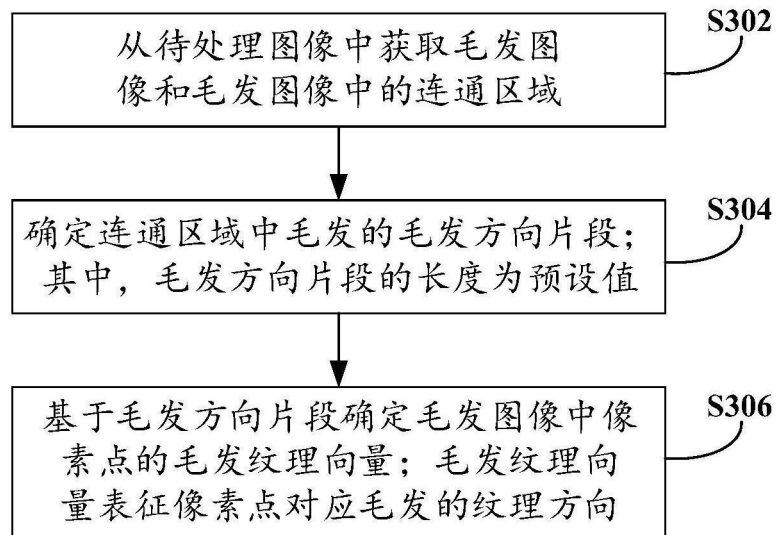 S302
从待处理图像中获取毛发图
像和毛发图像中的连通区域
S304
确定连通区域中毛发的毛发方向片段；
其中，毛发方向片段的长度为预设值
S306
基于毛发方向片段确定毛发图像中像
素点的毛发纹理向量；毛发纹理向
量表征像素点对应毛发的纹理方向